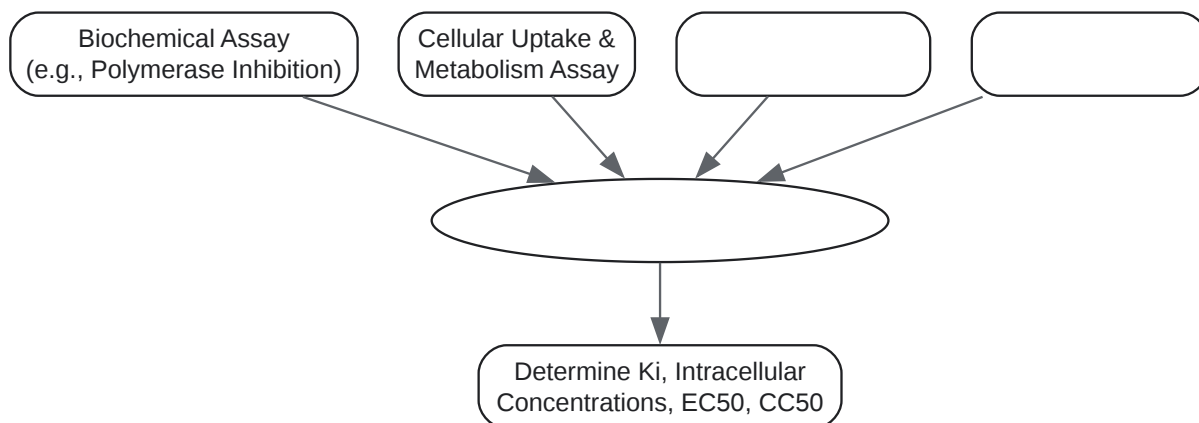 Biochemical Assay
(e.g., Polymerase Inhibition)
Cellular Uptake &
Metabolism Assay
Determine Ki, Intracellular
Concentrations, EC50, CC50